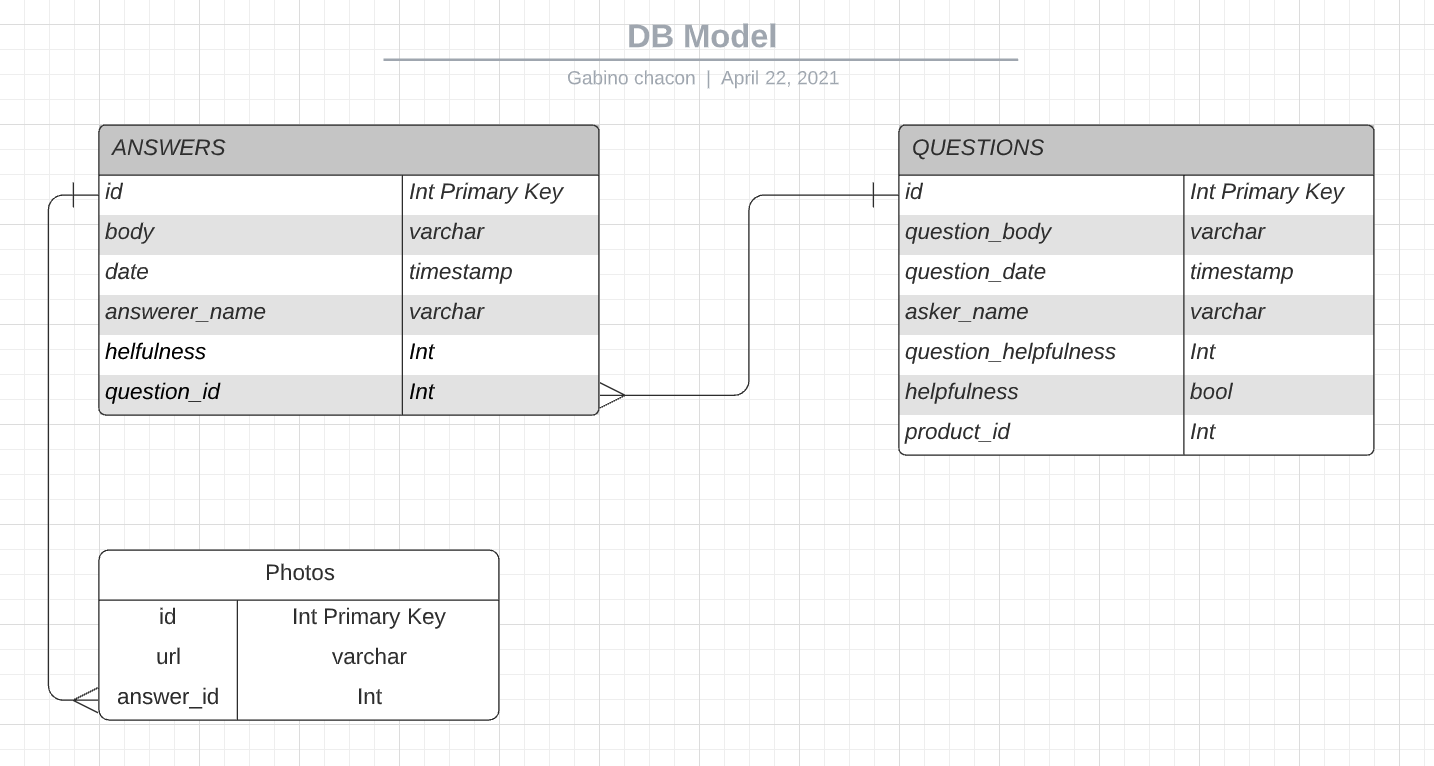 DB Model
Gabino chacon | April 22, 2021
ANSWERS
id Int Primary Key
body varchar
date timestamp
answerer_name varchar
helfulness Int
question_id Int
QUESTIONS
id Int Primary Key
question_body varchar
question_date timestamp
asker_name varchar
question_helpfulness Int
helpfulness bool
product_id Int
Photos
id Int Primary Key
url varchar
answer_id Int